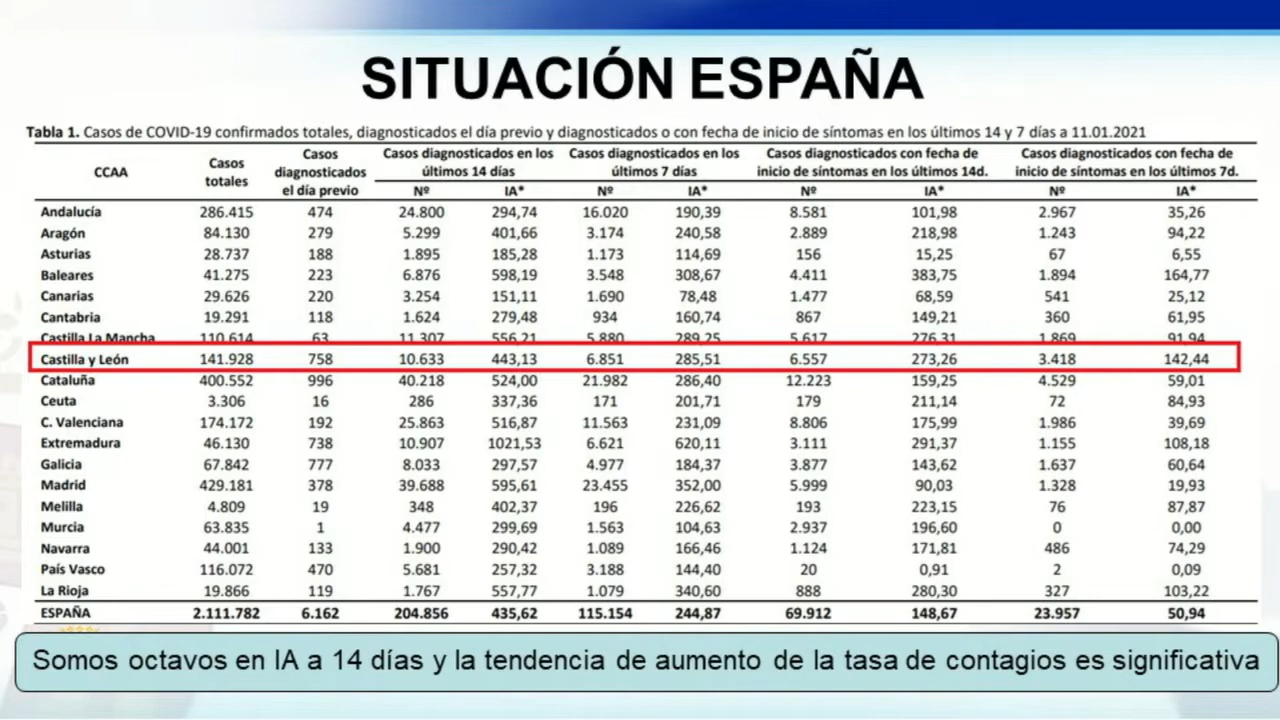 SITUACIÓN ESPAÑA
Tabla 1. Casos de COVID-19 confirmados totales, diagnosticados el día previo y diagnosticados o con fecha de inicio de síntomas en los últimos 14 y 7 días a 11.01.2021
CCAA Casos totales Casos diagnosticados el día previo Casos diagnosticados en los últimos 14 días Casos diagnosticados en los últimos 7 días Casos diagnosticados con fecha de inicio de síntomas en los últimos 14d. Casos diagnosticados con fecha de inicio de síntomas en los últimos 7d.
Nº IA* Nº IA* Nº IA* Nº IA*
Andalucía 286.415 474 24.800 294,74 16.020 190,39 8.581 101,98 2.967 35,26
Aragón 84.130 279 5.299 401,66 3.174 240,58 2.889 218,98 1.243 94,22
Asturias 28.737 188 1.895 185,28 1.173 114,69 156 15,25 67 6,55
Baleares 41.275 223 6.876 598,19 3.548 308,67 4.411 383,75 1.894 164,77
Canarias 29.626 220 3.254 151,11 1.690 78,48 1.477 68,59 541 25,12
Cantabria 19.291 118 1.624 279,48 934 160,74 867 149,21 360 61,95
Castilla La Mancha 110.614 63 11.307 556,21 5.880 289,25 5.617 276,31 1.869 91,94
Castilla y León 141.928 758 10.633 443,13 6.851 285,51 6.557 273,26 3.418 142,44
Cataluña 400.552 996 40.218 524,00 21.982 286,40 12.223 159,25 4.529 59,01
Ceuta 3.306 16 286 337,36 171 201,71 179 211,14 72 84,93
C. Valenciana 174.172 192 25.863 516,87 11.563 231,09 8.806 175,99 1.986 39,69
Extremadura 46.130 738 10.907 1021,53 6.621 620,11 3.111 291,37 1.155 108,18
Galicia 67.842 777 8.033 297,57 4.977 184,37 3.877 143,62 1.637 60,64
Madrid 429.181 378 39.688 595,61 23.455 352,00 5.999 90,03 1.328 19,93
Melilla 4.809 19 348 402,37 196 226,62 193 223,15 76 87,87
Murcia 63.835 1 4.477 299,69 1.563 104,63 2.937 196,60 0 0,00
Navarra 44.001 133 1.900 290,42 1.089 166,46 1.124 171,81 486 74,29
País Vasco 116.072 470 5.681 257,32 3.188 144,40 20 0,91 2 0,09
La Rioja 19.866 119 1.767 557,77 1.079 340,60 888 280,30 327 103,22
ESPAÑA 2.111.782 6.162 204.856 435,62 115.154 244,87 69.912 148,67 23.957 50,94
Somos octavos en IA a 14 días y la tendencia de aumento de la tasa de contagios es significativa